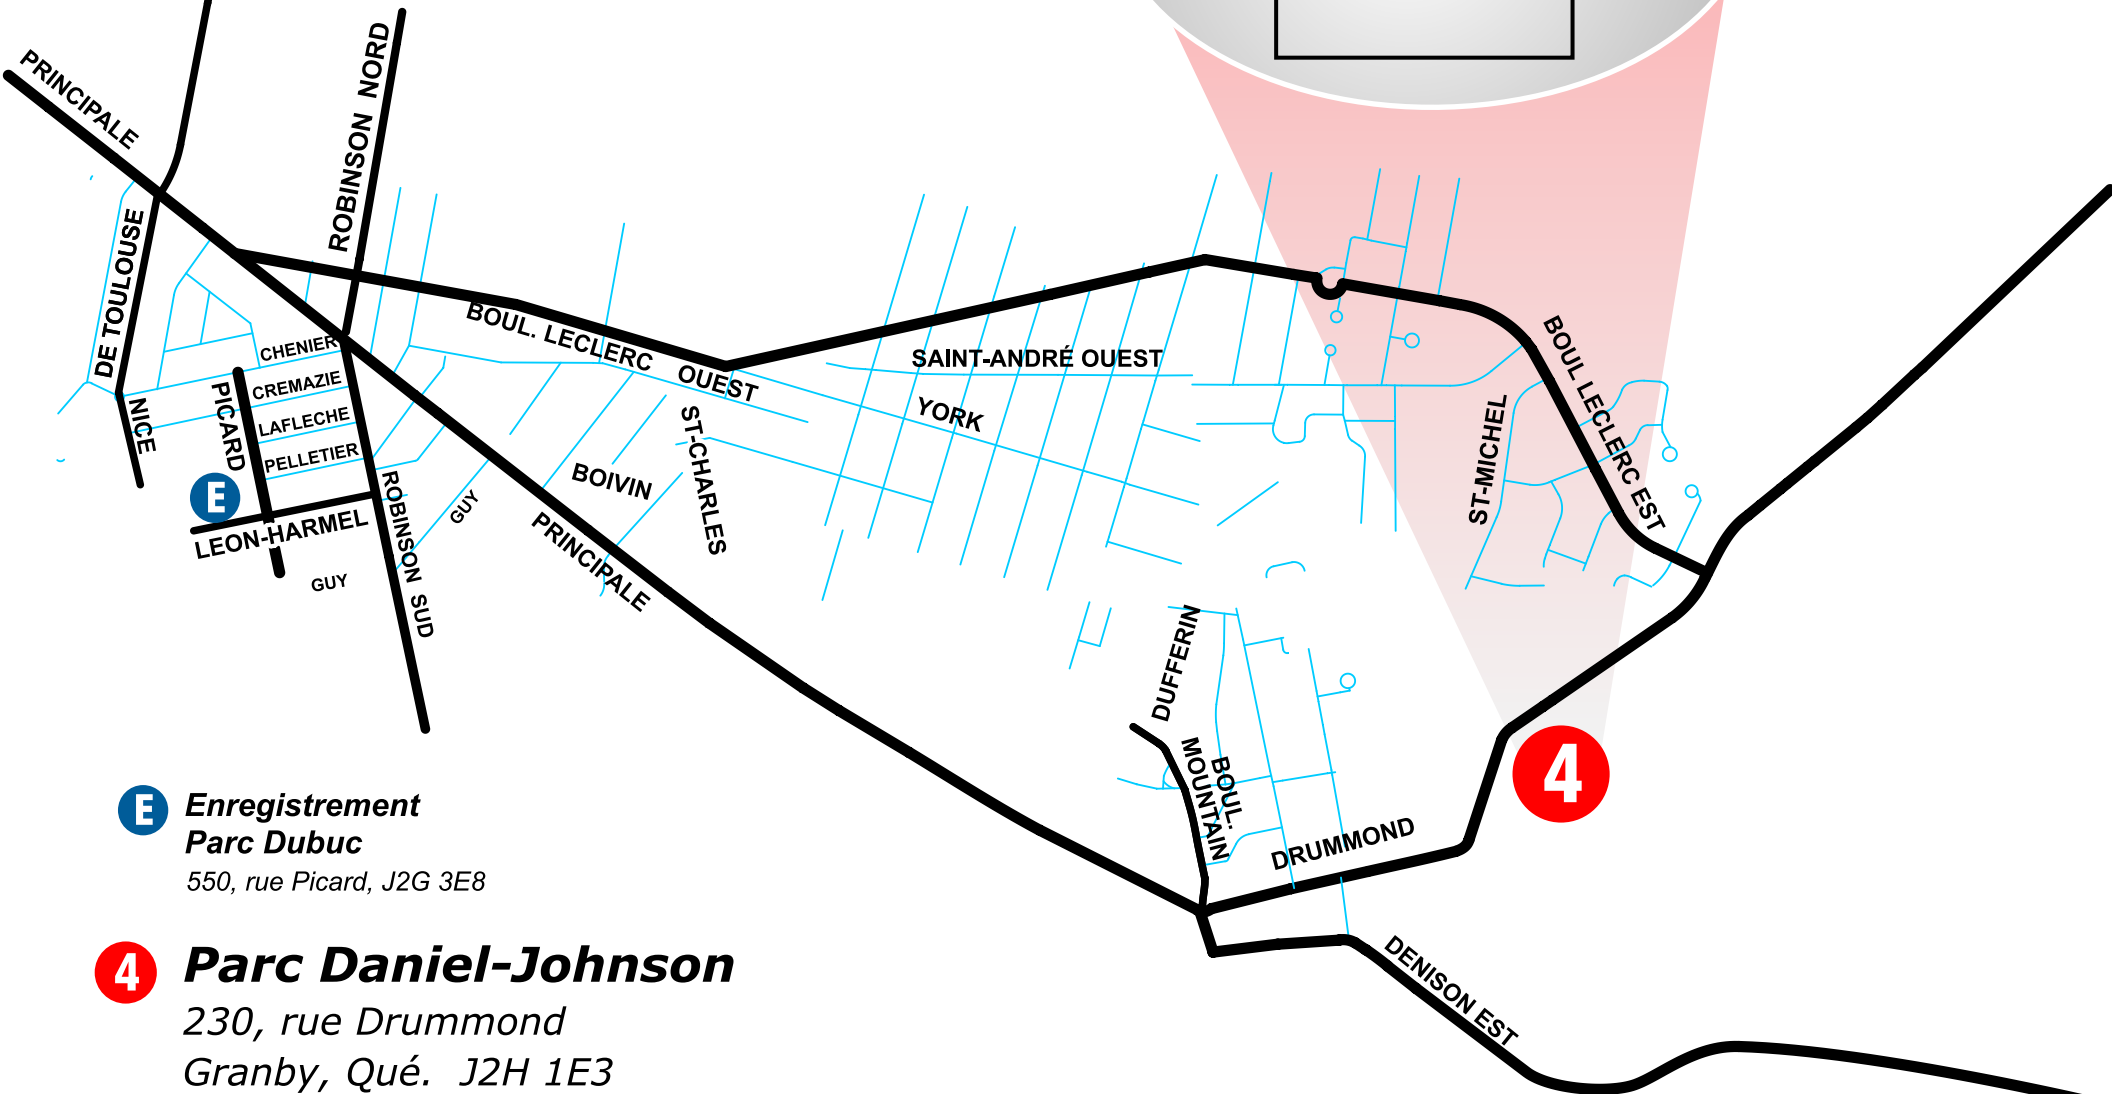 PRINCIPALE
ROBINSON NORD
DE TOULOUSE
NICE
CHENIER
CREMAZIE
LAFLECHE
PELLETIER
PICARD
E
LEON-HARMEL
GUY
ROBINSON SUD
GUY
BOUL. LECLERC OUEST
PRINCIPALE
BOIVIN
ST-CHARLES
SAINT-ANDRÉ OUEST
YORK
BOUL LECLERC EST
ST-MICHEL
DUFFERIN
BOUL.
MOUNTAIN
DRUMMOND
4
DENISON EST
E Enregistrement
Parc Dubuc
550, rue Picard, J2G 3E8
4 Parc Daniel-Johnson
230, rue Drummond
Granby, Qué. J2H 1E3